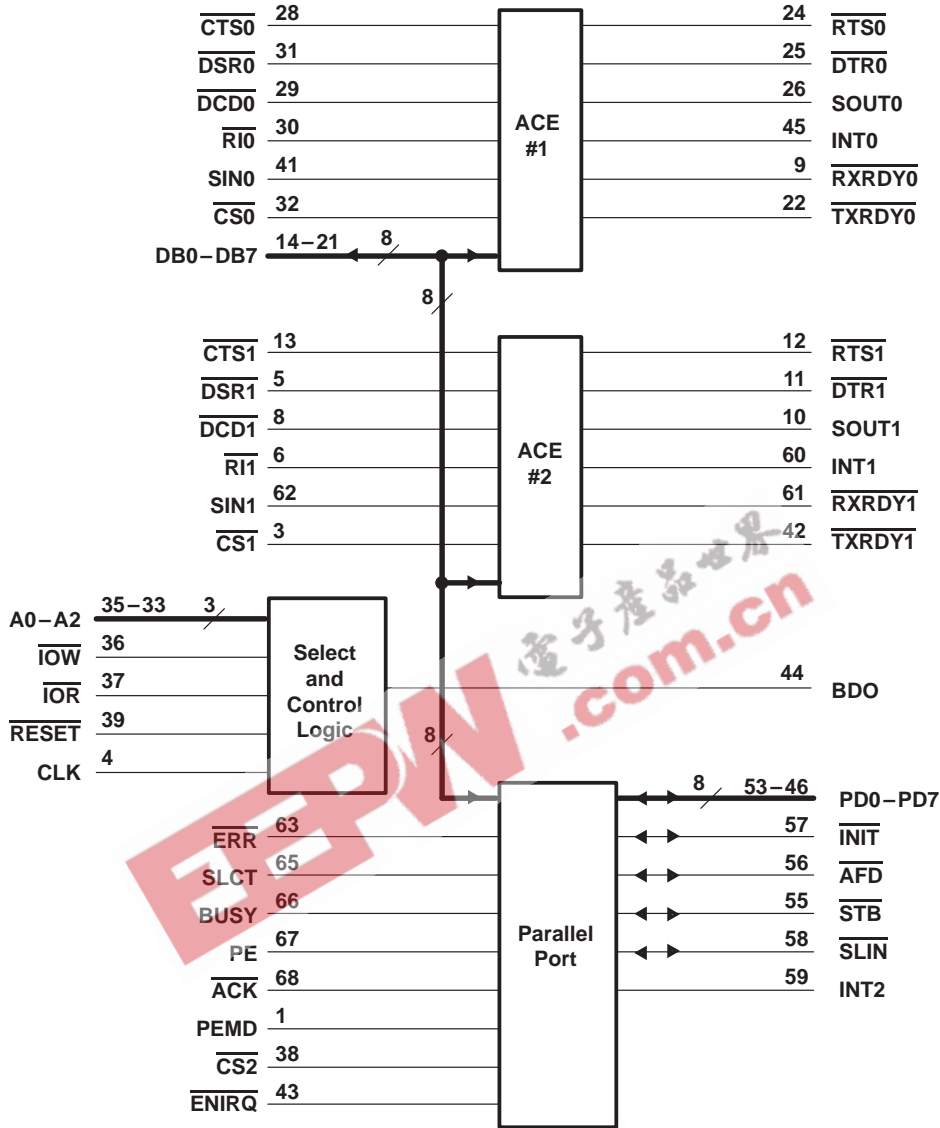 CTS0 28 24 RTS0
DSR0 31 25 DTR0
DCD0 29 26 SOUT0
ACE
#1
RI0 30 45 INT0
SIN0 41 9 RXRDY0
CS0 32 22 TXRDY0
DB0–DB7 14–21 8
8
CTS1 13 12 RTS1
DSR1 5 11 DTR1
DCD1 8 10 SOUT1
ACE
#2
RI1 6 60 INT1
SIN1 62 61 RXRDY1
CS1 3 42 TXRDY1
A0–A2 35–33 3
IOW 36
IOR 37
RESET 39
CLK 4
Select
and
Control
Logic
44 BDO
8
8 53–46 PD0–PD7
ERR 63 57 INIT
SLCT 65 56 AFD
BUSY 66 55 STB
Parallel
Port
PE 67 58 SLIN
ACK 68 59 INT2
PEMD 1
CS2 38
ENIRQ 43
EEPW .com.cn
電子產品世界